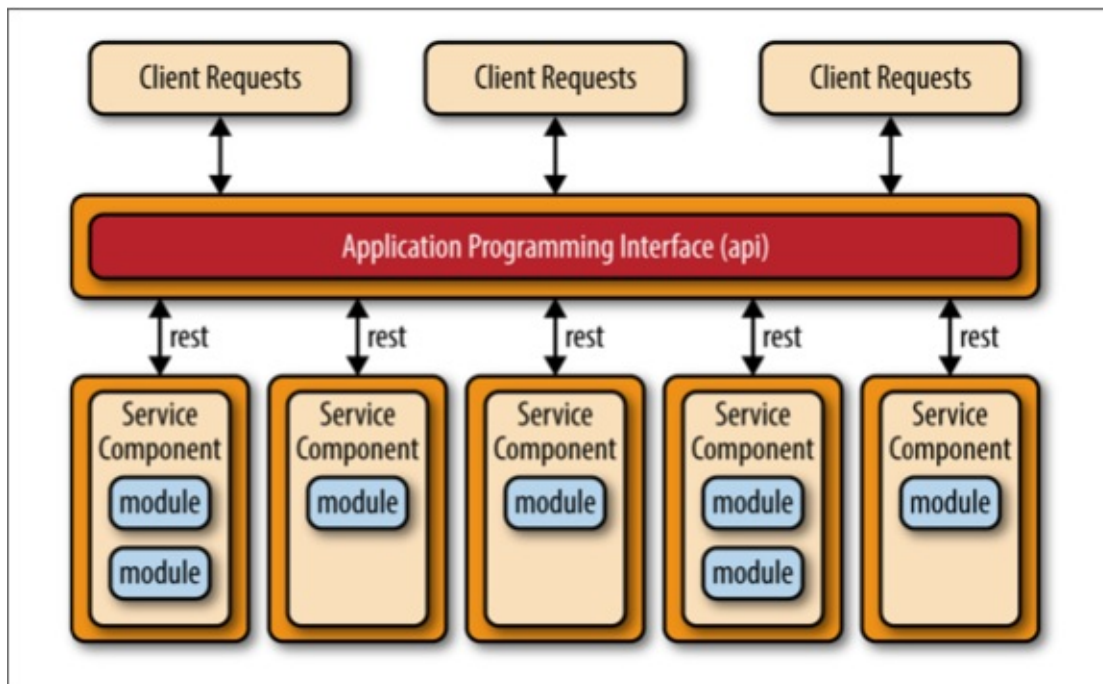 Client Requests
Client Requests
Client Requests
Application Programming Interface (api)
rest
rest
rest
rest
rest
Service
Component
module
module
Service
Component
module
Service
Component
module
Service
Component
module
module
Service
Component
module